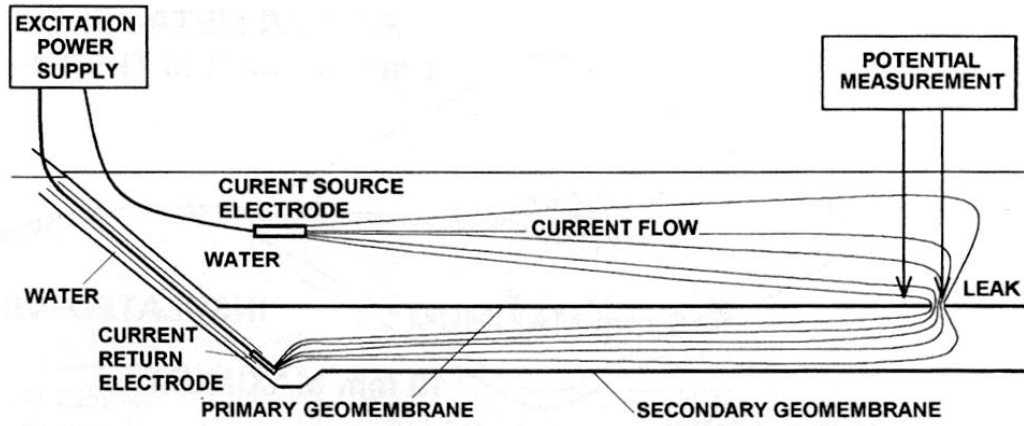 EXCITATION
POWER
SUPPLY
POTENTIAL
MEASUREMENT
CURENT SOURCE
ELECTRODE
CURRENT FLOW
WATER
WATER
LEAK
CURRENT
RETURN
ELECTRODE
PRIMARY GEOMEMBRANE
SECONDARY GEOMEMBRANE